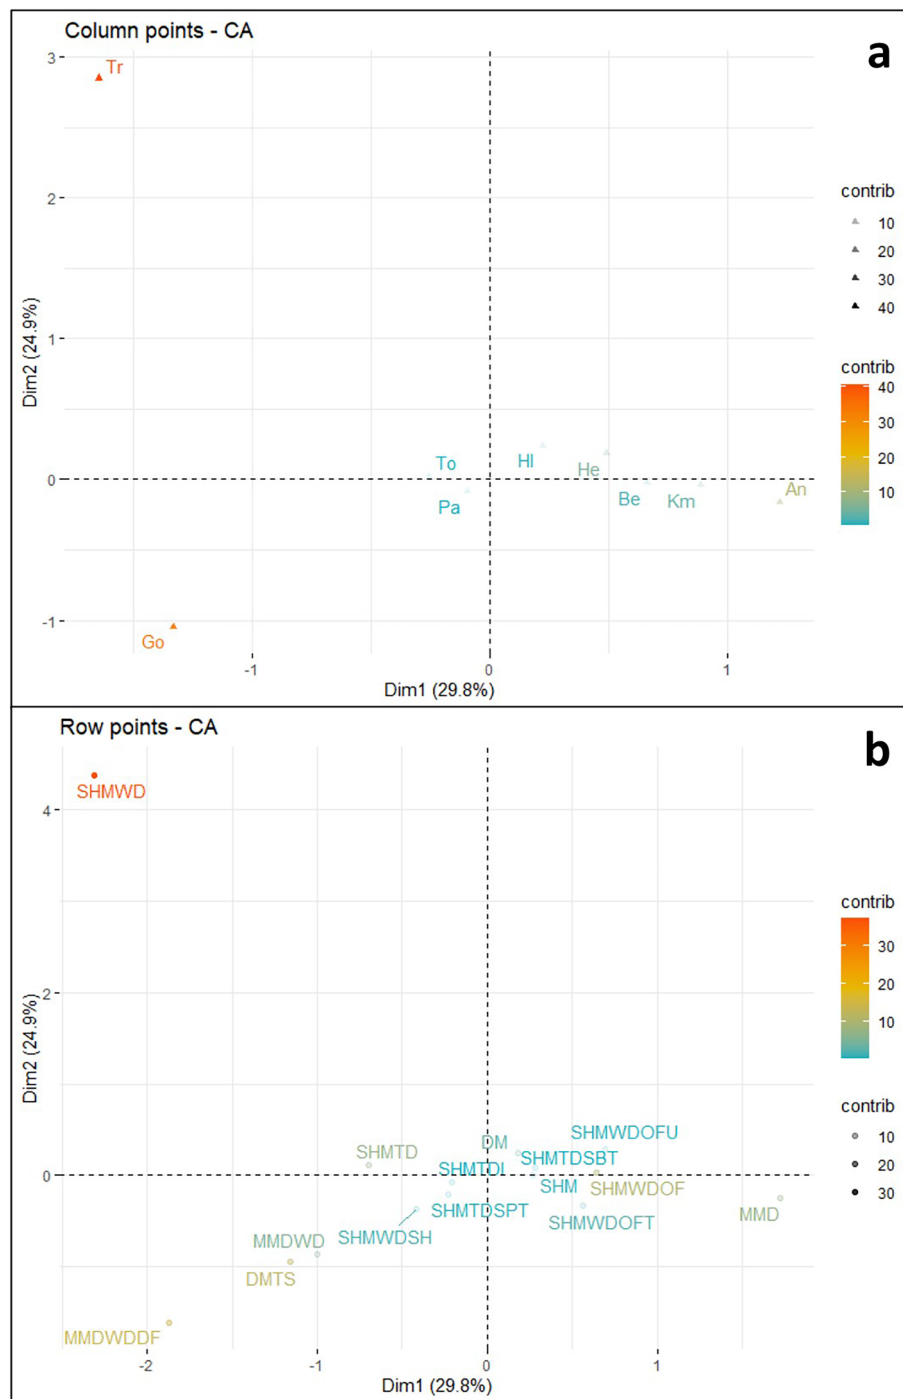 Column points - CA
a
Tr
3
2
1
0
-1
Dim2 (24.9%)
To
Pa
Hl
He
Be
Km
An
Go
-1
0
1
Dim1 (29.8%)
contrib
10
20
30
40
contrib
40
30
20
10
Row points - CA
b
SHMWD
4
2
0
Dim2 (24.9%)
SHMTD
DM
SHMWDOFU
SHMTDI
SHMTDSBT
SHM
SHMWDOF
SHMTDSPT
SHMWDOFT
MMD
SHMWDSH
MMDWD
DMTS
MMDWDDF
-2
-1
0
1
Dim1 (29.8%)
contrib
30
20
10
contrib
10
20
30